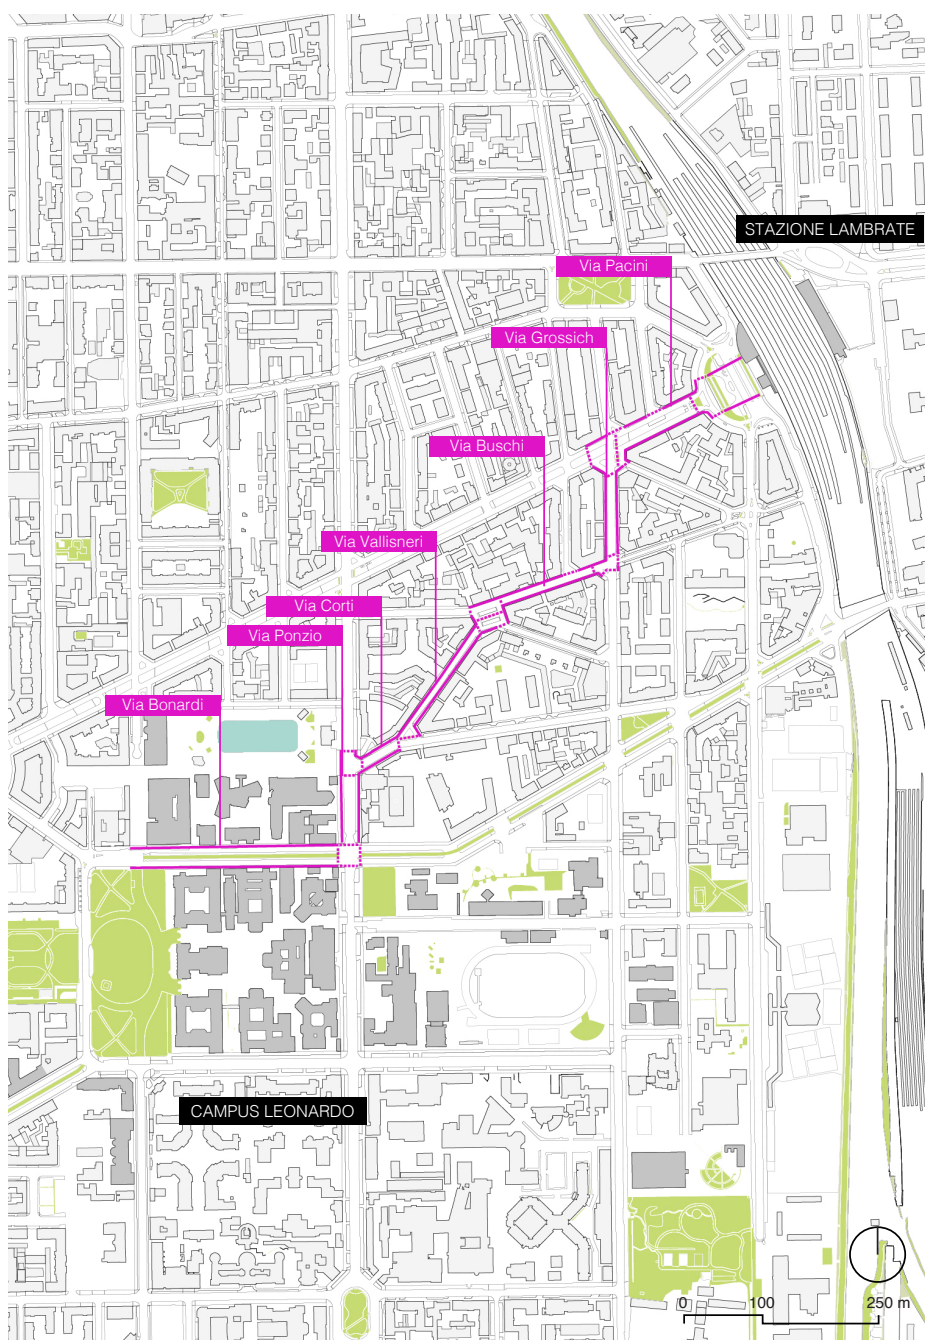 STAZIONE LAMBRATE
Via Pacini
Via Grossich
Via Buschi
Via Vallisneri
Via Corti
Via Ponzio
Via Bonardi
CAMPUS LEONARDO
0 100 250 m